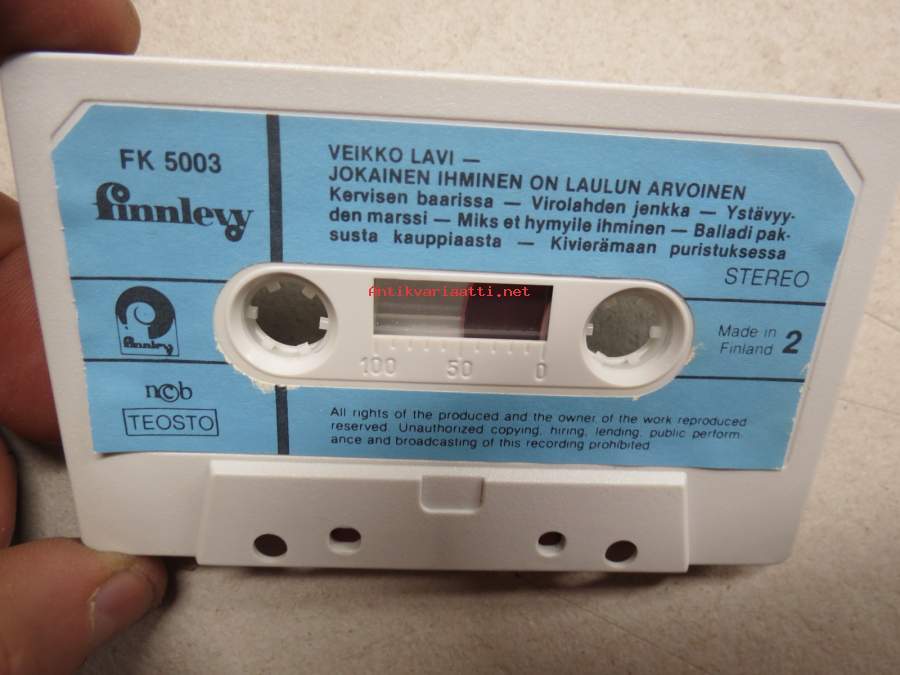 FK 5003
finnlevy
VEIKKO LAVI —
JOKAINEN IHMINEN ON LAULUN ARVOINEN
Kervisen baarissa — Virolahden jenkka — Ystävyy-
den marssi — Miks et hymyile ihminen — Balladi pak-
susta kauppiaasta — Kivierämaan puristuksessa
STEREO
Antikvariaatti.net
finnlevy
Made in
Finland 2
100 50 0
n©b
TEOSTO
All rights of the produced and the owner of the work reproduced
reserved. Unauthorized copying, hiring, lending, public perform-
ance and broadcasting of this recording prohibited.